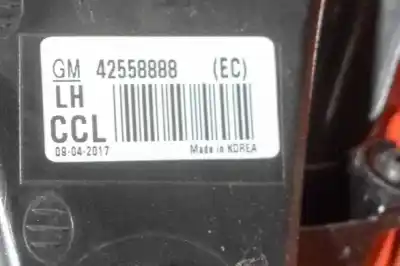 GM 42558888 (EC)
LH
CCL
09-04-2017 Made in KOREA